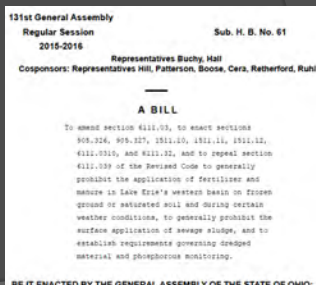 131st General Assembly
Regular Session Sub. H. B. No. 61
2015-2016
Representatives Buchy, Hall
Cosponsors: Representatives Hill, Patterson, Boose, Cera, Retherford, Ruhl
A BILL
To amend section 6111.03, to enact sections
905.326, 905.327, 1511.10, 1511.11, 1511.12,
6111.0310, and 6111.32, and to repeal section
6111.039 of the Revised Code to generally
prohibit the application of fertilizer and
manure in Lake Erie's western basin on frozen
ground or saturated soil and during certain
weather conditions, to generally prohibit the
surface application of sewage sludge, and to
establish requirements governing dredged
material and phosphorous monitoring.
BE IT ENACTED BY THE GENERAL ASSEMBLY OF THE STATE OF OHIO: